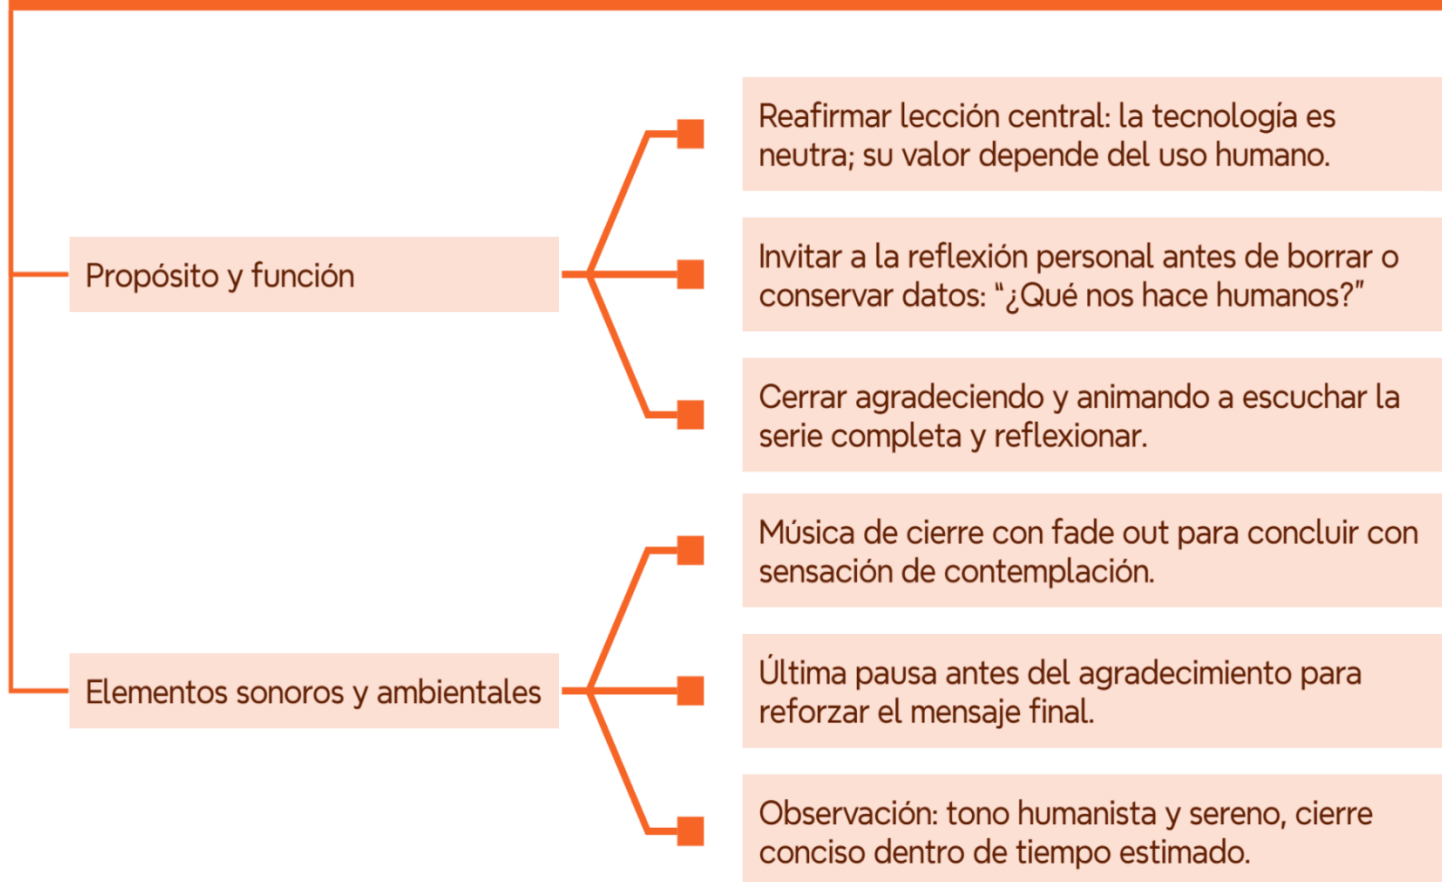 Propósito y función
Reafirmar lección central: la tecnología es
neutra; su valor depende del uso humano.
Invitar a la reflexión personal antes de borrar o
conservar datos: “¿Qué nos hace humanos?”
Cerrar agradeciendo y animando a escuchar la
serie completa y reflexionar.
Elementos sonoros y ambientales
Música de cierre con fade out para concluir con
sensación de contemplación.
Última pausa antes del agradecimiento para
reforzar el mensaje final.
Observación: tono humanista y sereno, cierre
conciso dentro de tiempo estimado.